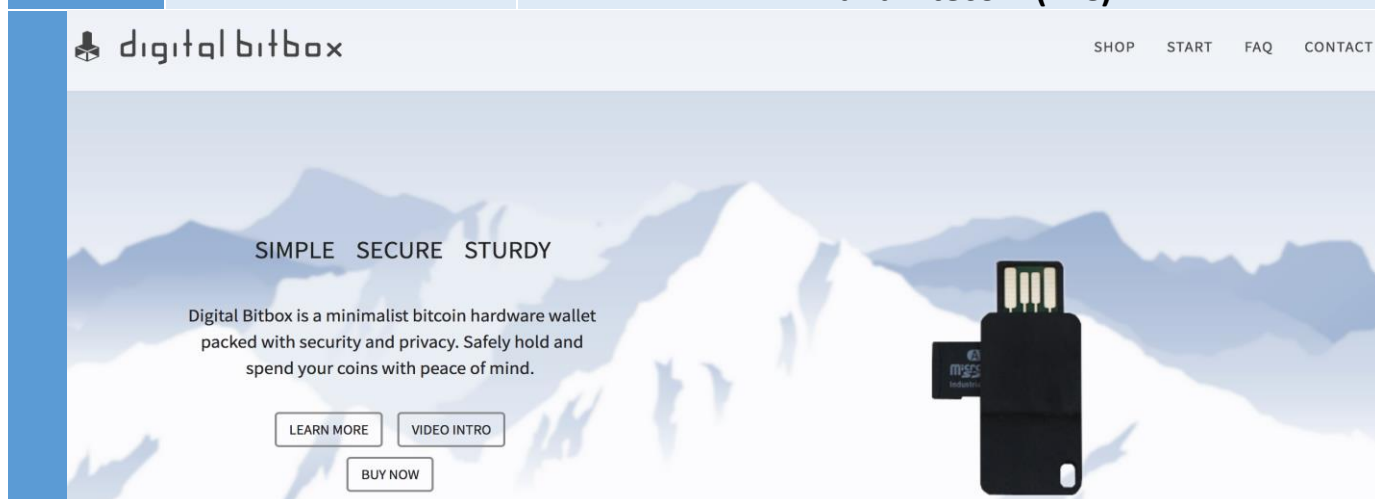 digital bitbox
SHOP START FAQ CONTACT
SIMPLE SECURE STURDY
Digital Bitbox is a minimalist bitcoin hardware wallet
packed with security and privacy. Safely hold and
spend your coins with peace of mind.
LEARN MORE VIDEO INTRO
BUY NOW